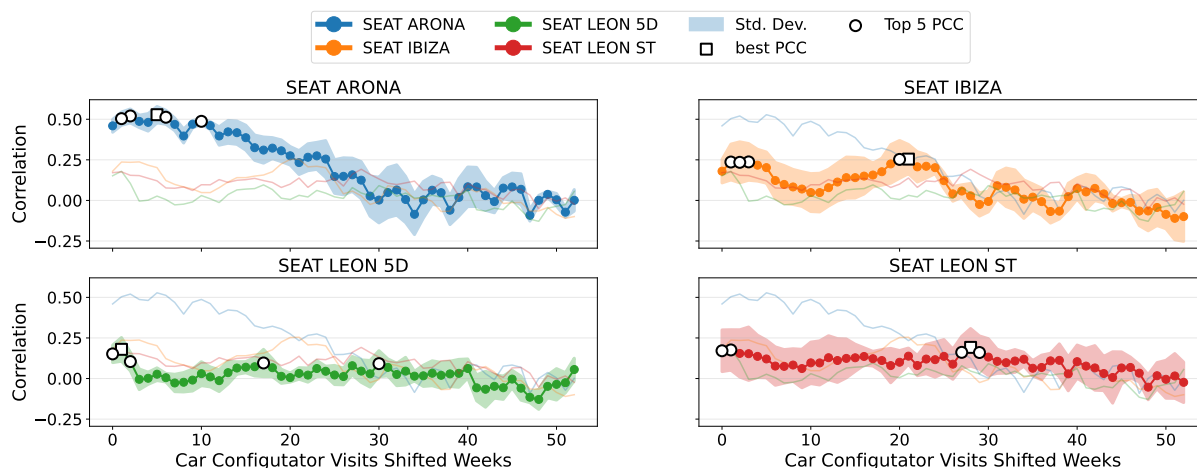 SEAT ARONA
SEAT IBIZA
SEAT LEON 5D
SEAT LEON ST
Std. Dev.
best PCC
Top 5 PCC
SEAT ARONA
SEAT IBIZA
Correlation
0.50
0.25
0.00
−0.25
SEAT LEON 5D
SEAT LEON ST
Correlation
0.50
0.25
0.00
−0.25
0 10 20 30 40 50
0 10 20 30 40 50
Car Configutator Visits Shifted Weeks
Car Configutator Visits Shifted Weeks